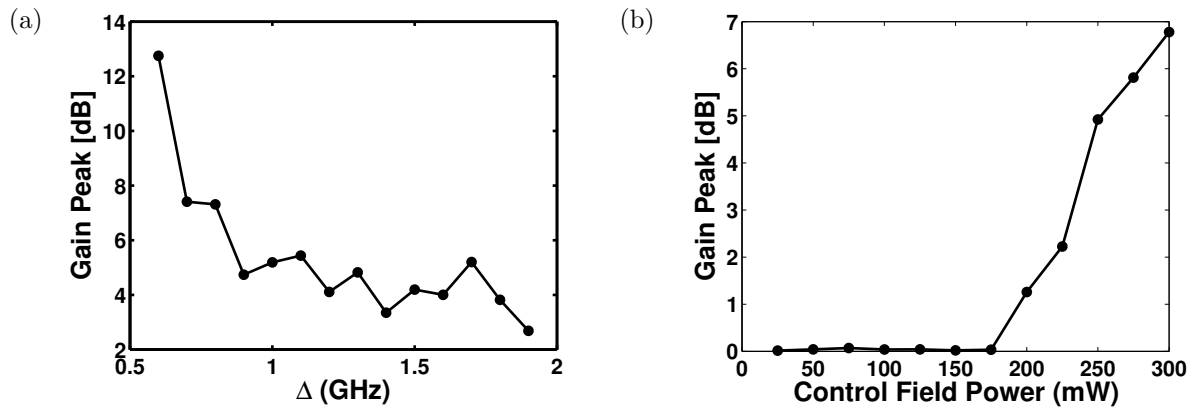 (a)
Gain Peak [dB]
14
12
10
8
6
4
2
0.5 1 1.5 2
Δ (GHz)
(b)
Gain Peak [dB]
7
6
5
4
3
2
1
0
0 50 100 150 200 250 300
Control Field Power (mW)